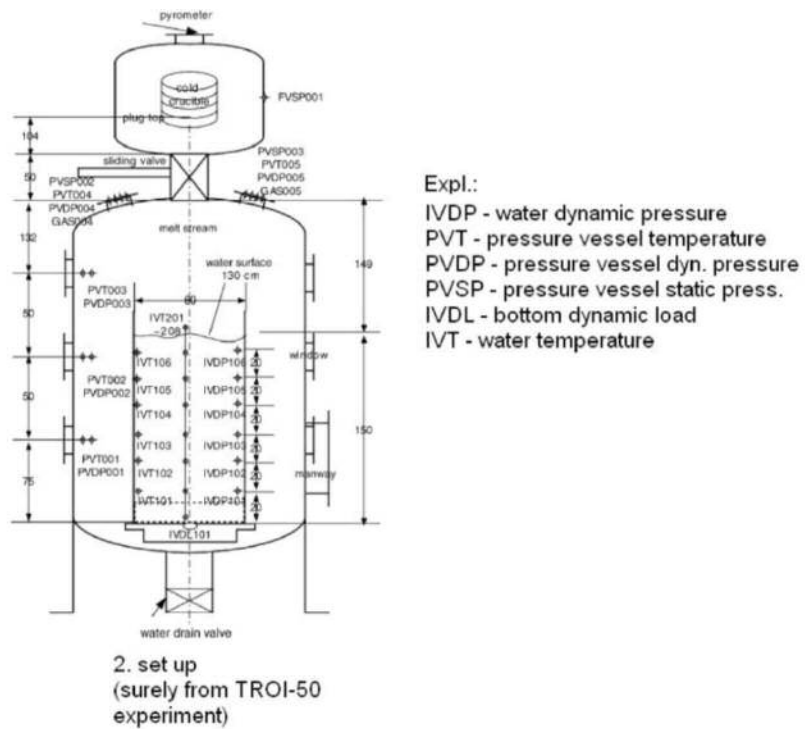 pyrometer
cold
crucible
FVSP001
plug top
104
sliding valve
50
PVSP003
PVT005
PVDP005
GAS005
PVSP002
PVT004
PVDP004
GAS004
melt stream
132
149
water surface
130 cm
PVT003
PVDP003
60
IVT201
~208
50
window
IVT106
IVDP106
20
PVT002
PVDP002
IVT105
IVDP105
20
IVT104
IVDP104
20
50
150
IVT103
IVDP103
20
PVT001
PVDP001
IVT102
IVDP102
20
manway
75
IVT101
IVDP101
20
IVDL101
water drain valve
2. set up
(surely from TROI-50
experiment)
Expl.:
IVDP - water dynamic pressure
PVT - pressure vessel temperature
PVDP - pressure vessel dyn. pressure
PVSP - pressure vessel static press.
IVDL - bottom dynamic load
IVT - water temperature